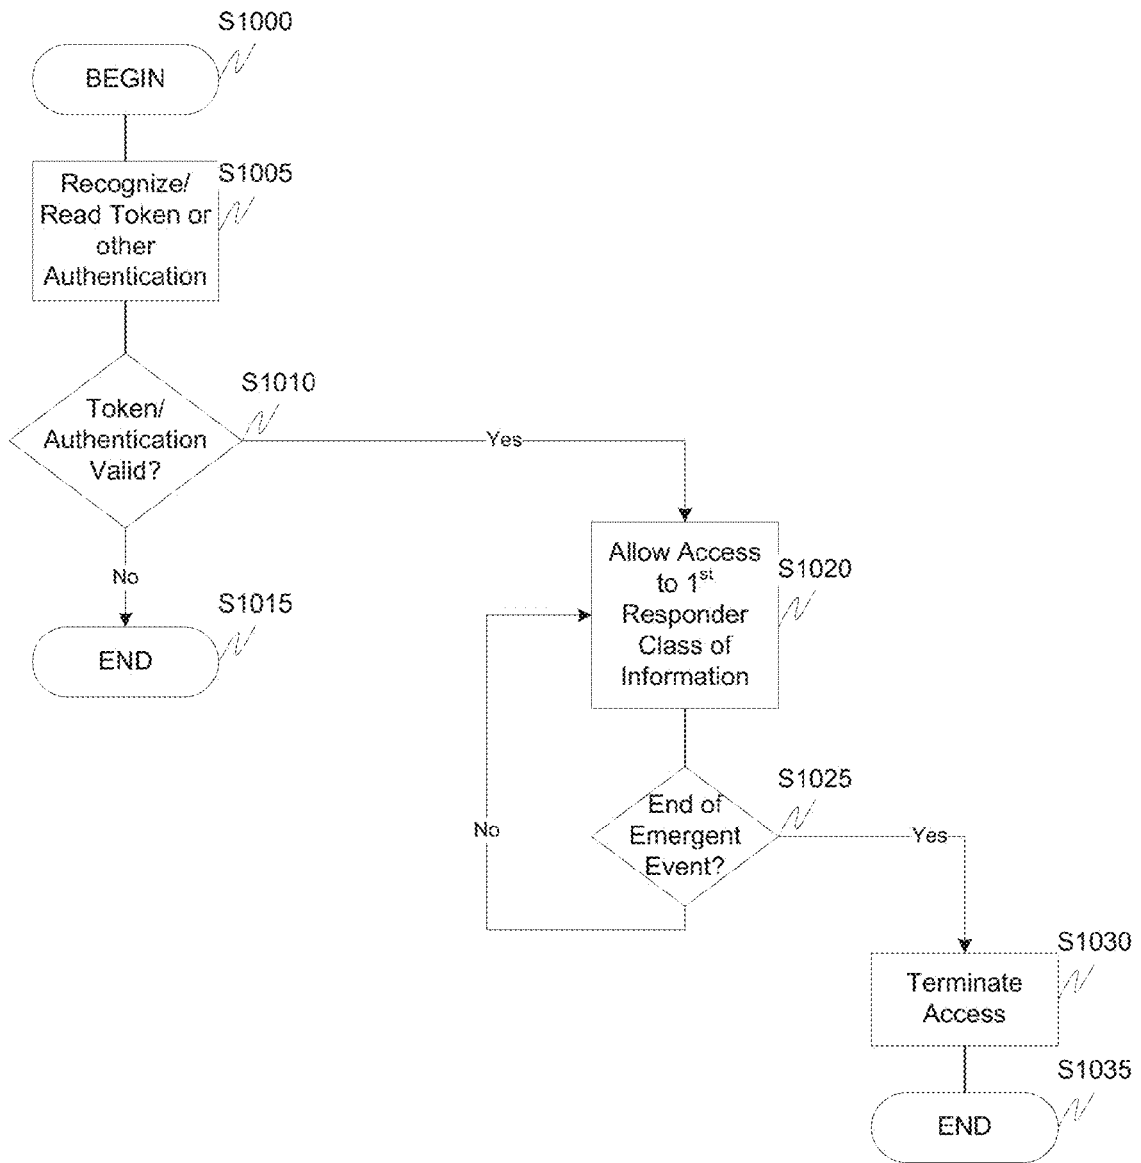 S1000
BEGIN
S1005
Recognize/
Read Token or
other
Authentication
S1010
Token/
Authentication
Valid?
Yes
No
S1015
END
Allow Access
to 1st
Responder
Class of
Information
S1020
S1025
End of
Emergent
Event?
No
Yes
S1030
Terminate
Access
S1035
END